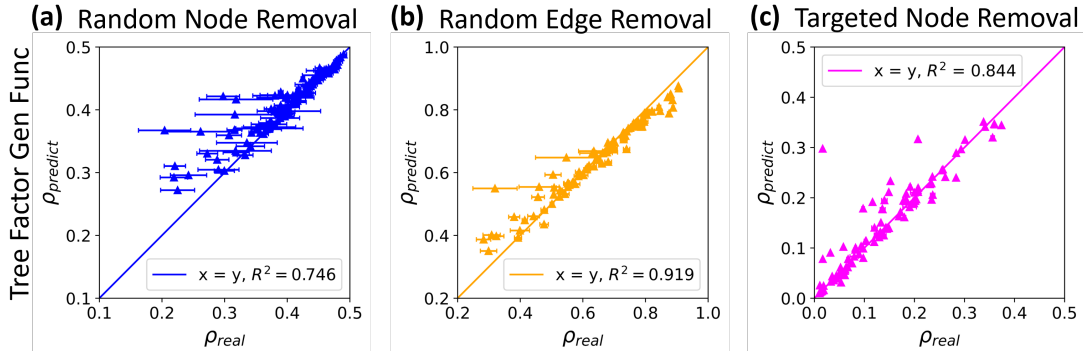 (a) Random Node Removal
(b) Random Edge Removal
(c) Targeted Node Removal
Tree Factor Gen Func
0.5
0.4
0.3
0.2
0.1
ρpredict
0.1 0.2 0.3 0.4 0.5
ρreal
x = y, R² = 0.746
1.0
0.8
0.6
0.4
0.2
ρpredict
0.2 0.4 0.6 0.8 1.0
ρreal
x = y, R² = 0.919
0.5
0.4
0.3
0.2
0.1
0.0
ρpredict
0.0 0.1 0.2 0.3 0.4 0.5
ρreal
x = y, R² = 0.844